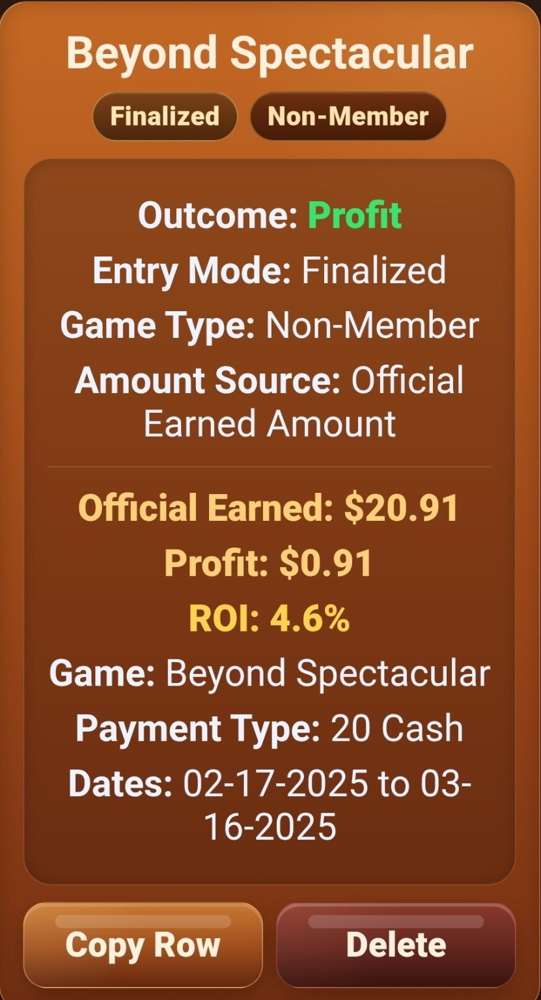 Beyond Spectacular
Finalized Non-Member
Outcome: Profit
Entry Mode: Finalized
Game Type: Non-Member
Amount Source: Official
Earned Amount
Official Earned: $20.91
Profit: $0.91
ROI: 4.6%
Game: Beyond Spectacular
Payment Type: 20 Cash
Dates: 02-17-2025 to 03-
16-2025
Copy Row Delete